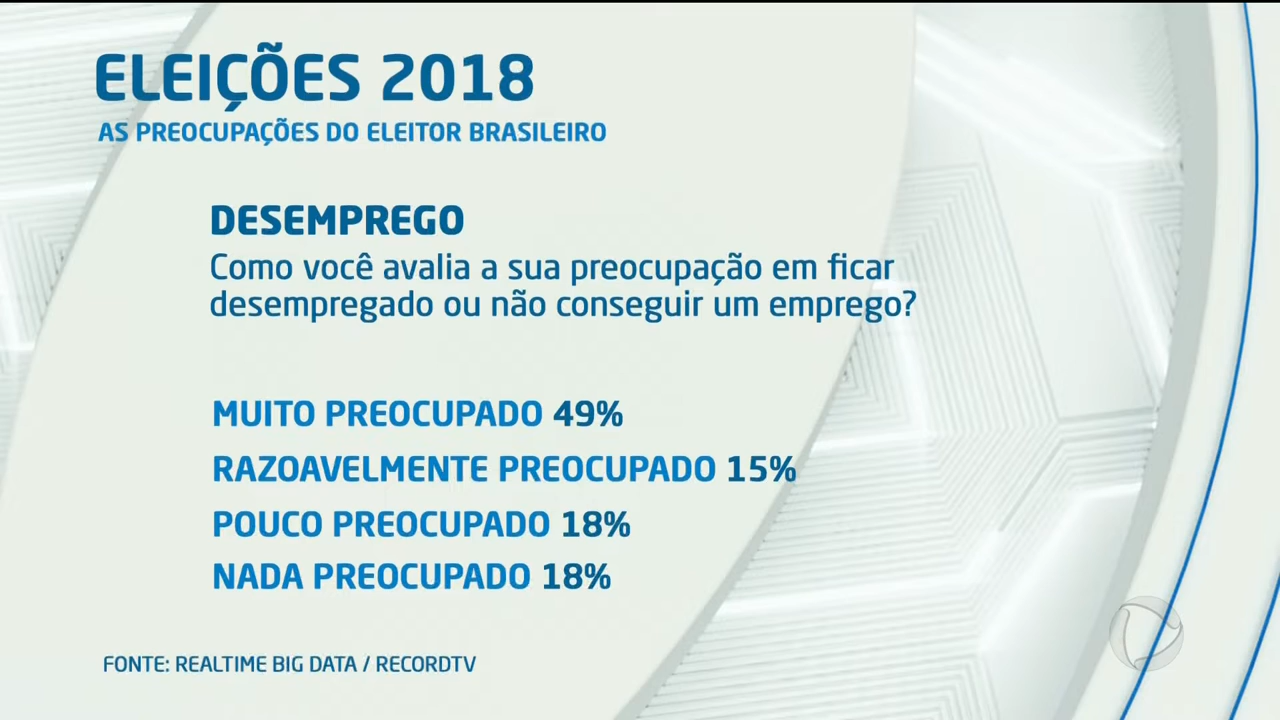 ELEIÇÕES 2018
AS PREOCUPAÇÕES DO ELEITOR BRASILEIRO
DESEMPREGO
Como você avalia a sua preocupação em ficar
desempregado ou não conseguir um emprego?
MUITO PREOCUPADO 49%
RAZOAVELMENTE PREOCUPADO 15%
POUCO PREOCUPADO 18%
NADA PREOCUPADO 18%
FONTE: REALTIME BIG DATA / RECORDTV